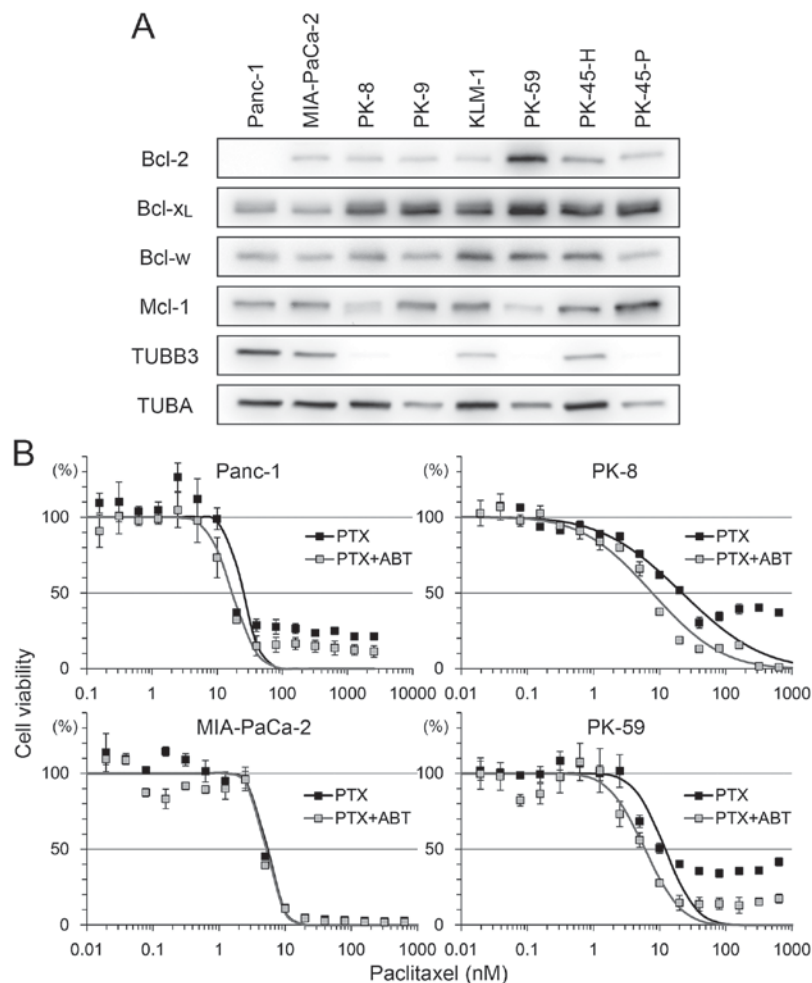 A
Panc-1
MIA-PaCa-2
PK-8
PK-9
KLM-1
PK-59
PK-45-H
PK-45-P
Bcl-2
Bcl-xL
Bcl-w
Mcl-1
TUBB3
TUBA
B
(%)
Panc-1
100
50
0
PTX
PTX+ABT
0.1 1 10 100 1000 10000
(%)
PK-8
100
50
0
PTX
PTX+ABT
0.01 0.1 1 10 100 1000
(%)
MIA-PaCa-2
100
50
0
PTX
PTX+ABT
0.01 0.1 1 10 100 1000
(%)
PK-59
100
50
0
PTX
PTX+ABT
0.01 0.1 1 10 100 1000
Cell viability
Paclitaxel (nM)